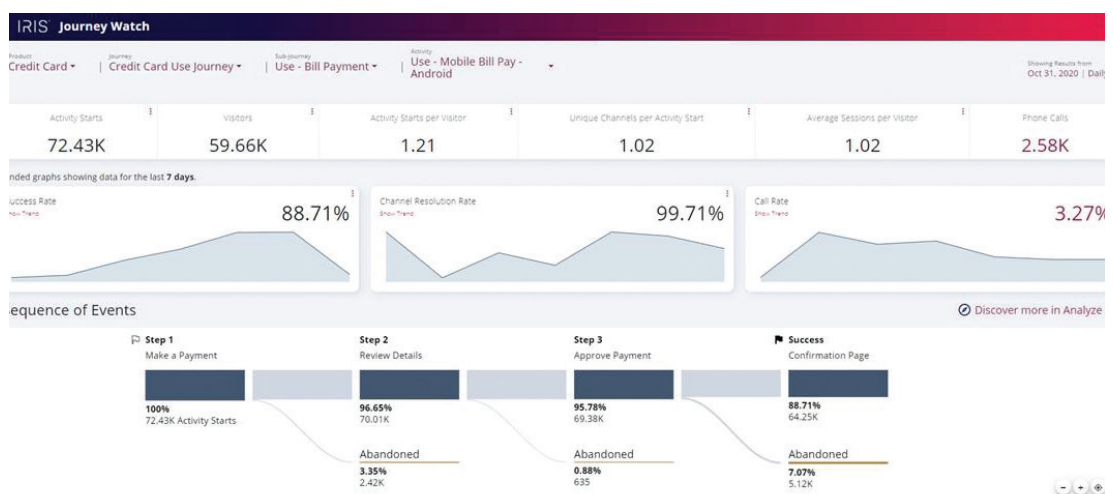 IRIS Journey Watch
Product
Credit Card
Journey
Credit Card Use Journey
Sub-Journey
Use - Bill Payment
Activity
Use - Mobile Bill Pay -
Android
Showing Results from
Oct 31, 2020 | Daily
Activity Starts
72.43K
Visitors
59.66K
Activity Starts per Visitor
1.21
Unique Channels per Activity Start
1.02
Average Sessions per Visitor
1.02
Phone Calls
2.58K
nded graphs showing data for the last 7 days.
uccess Rate
how Trend
88.71%
Channel Resolution Rate
Show Trend
99.71%
Call Rate
Show Trend
3.27%
equence of Events
Discover more in Analyze
Step 1
Make a Payment
100%
72.43K Activity Starts
Step 2
Review Details
96.65%
70.01K
Abandoned
3.35%
2.42K
Step 3
Approve Payment
95.78%
69.38K
Abandoned
0.88%
635
Success
Confirmation Page
88.71%
64.25K
Abandoned
7.07%
5.12K